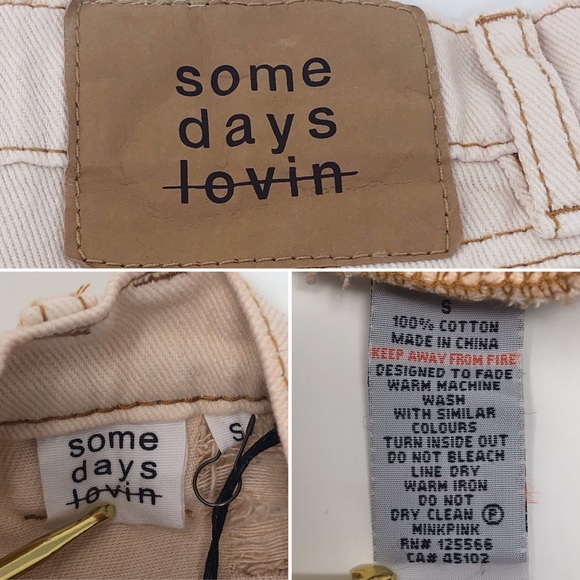 some
days
lovin
some
days
lovin
S
S
100% COTTON
MADE IN CHINA
KEEP AWAY FROM FIRE
DESIGNED TO FADE
WARM MACHINE
WASH
WITH SIMILAR
COLOURS
TURN INSIDE OUT
DO NOT BLEACH
LINE DRY
WARM IRON
DO NOT
DRY CLEAN Ⓟ
MINKPINK
RN# 125566
CA# 45102